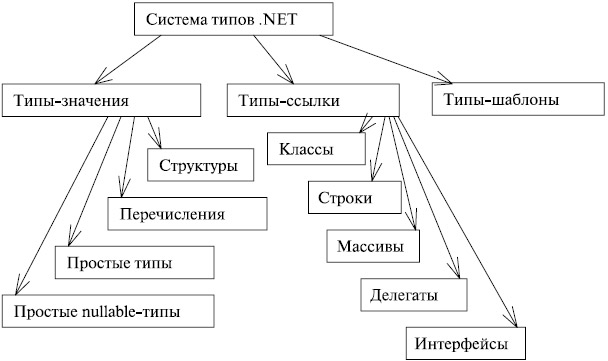 Система типов .NET
Типы-значения
Типы-ссылки
Типы-шаблоны
Классы
Структуры
Строки
Перечисления
Массивы
Простые типы
Делегаты
Простые nullable-типы
Интерфейсы